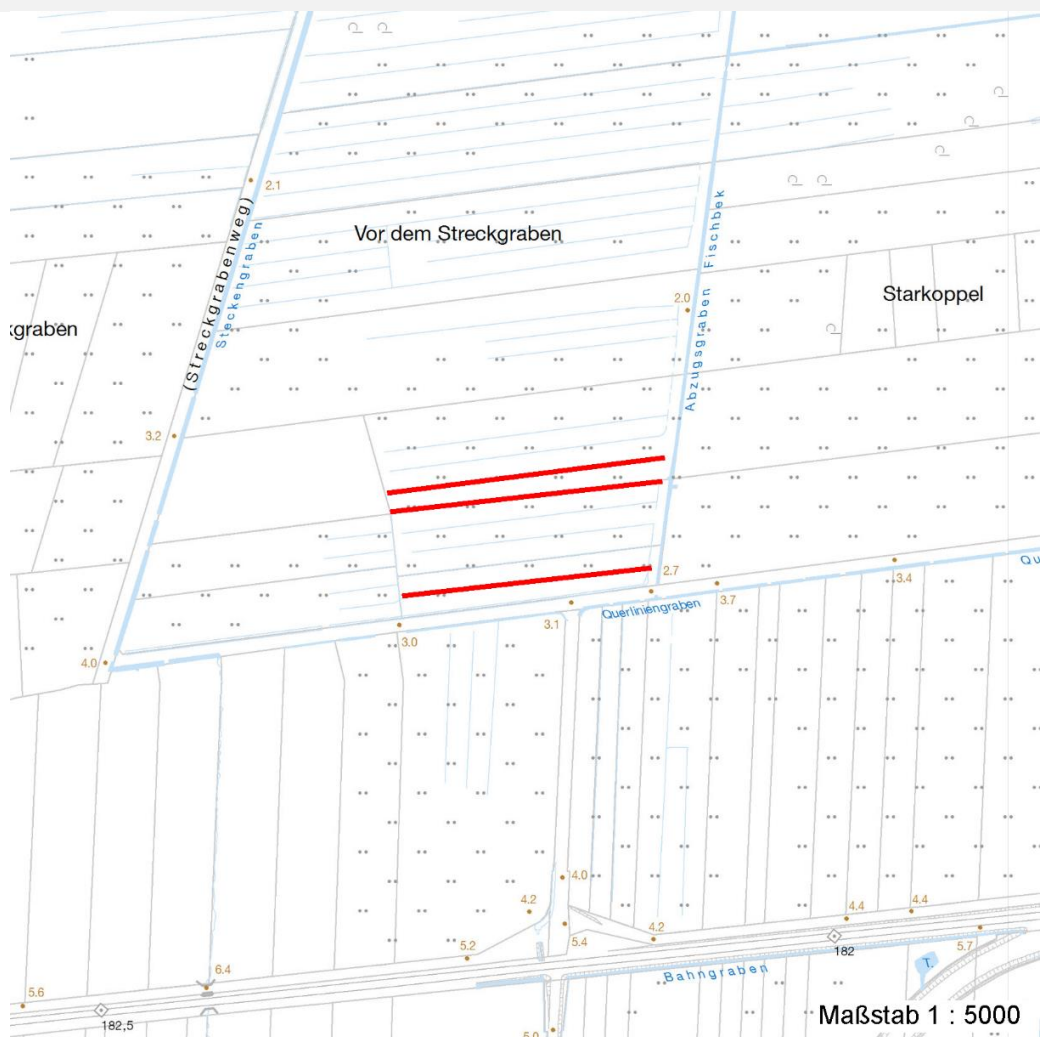 2.1
(Streckgrabenweg)
Steckengraben
Vor dem Streckgraben
Abzugsgraben Fischbek
Starkoppel
2.0
kgraben
3.2
2.7
3.4
Qu
3.7
Querliniengraben
3.1
3.0
4.0
4.0
4.2
4.4
4.4
4.2
5.4
5.2
5.7
182
T.
6.4
Bahngraben
5.6
182,5
5.0
Maßstab 1 : 5000